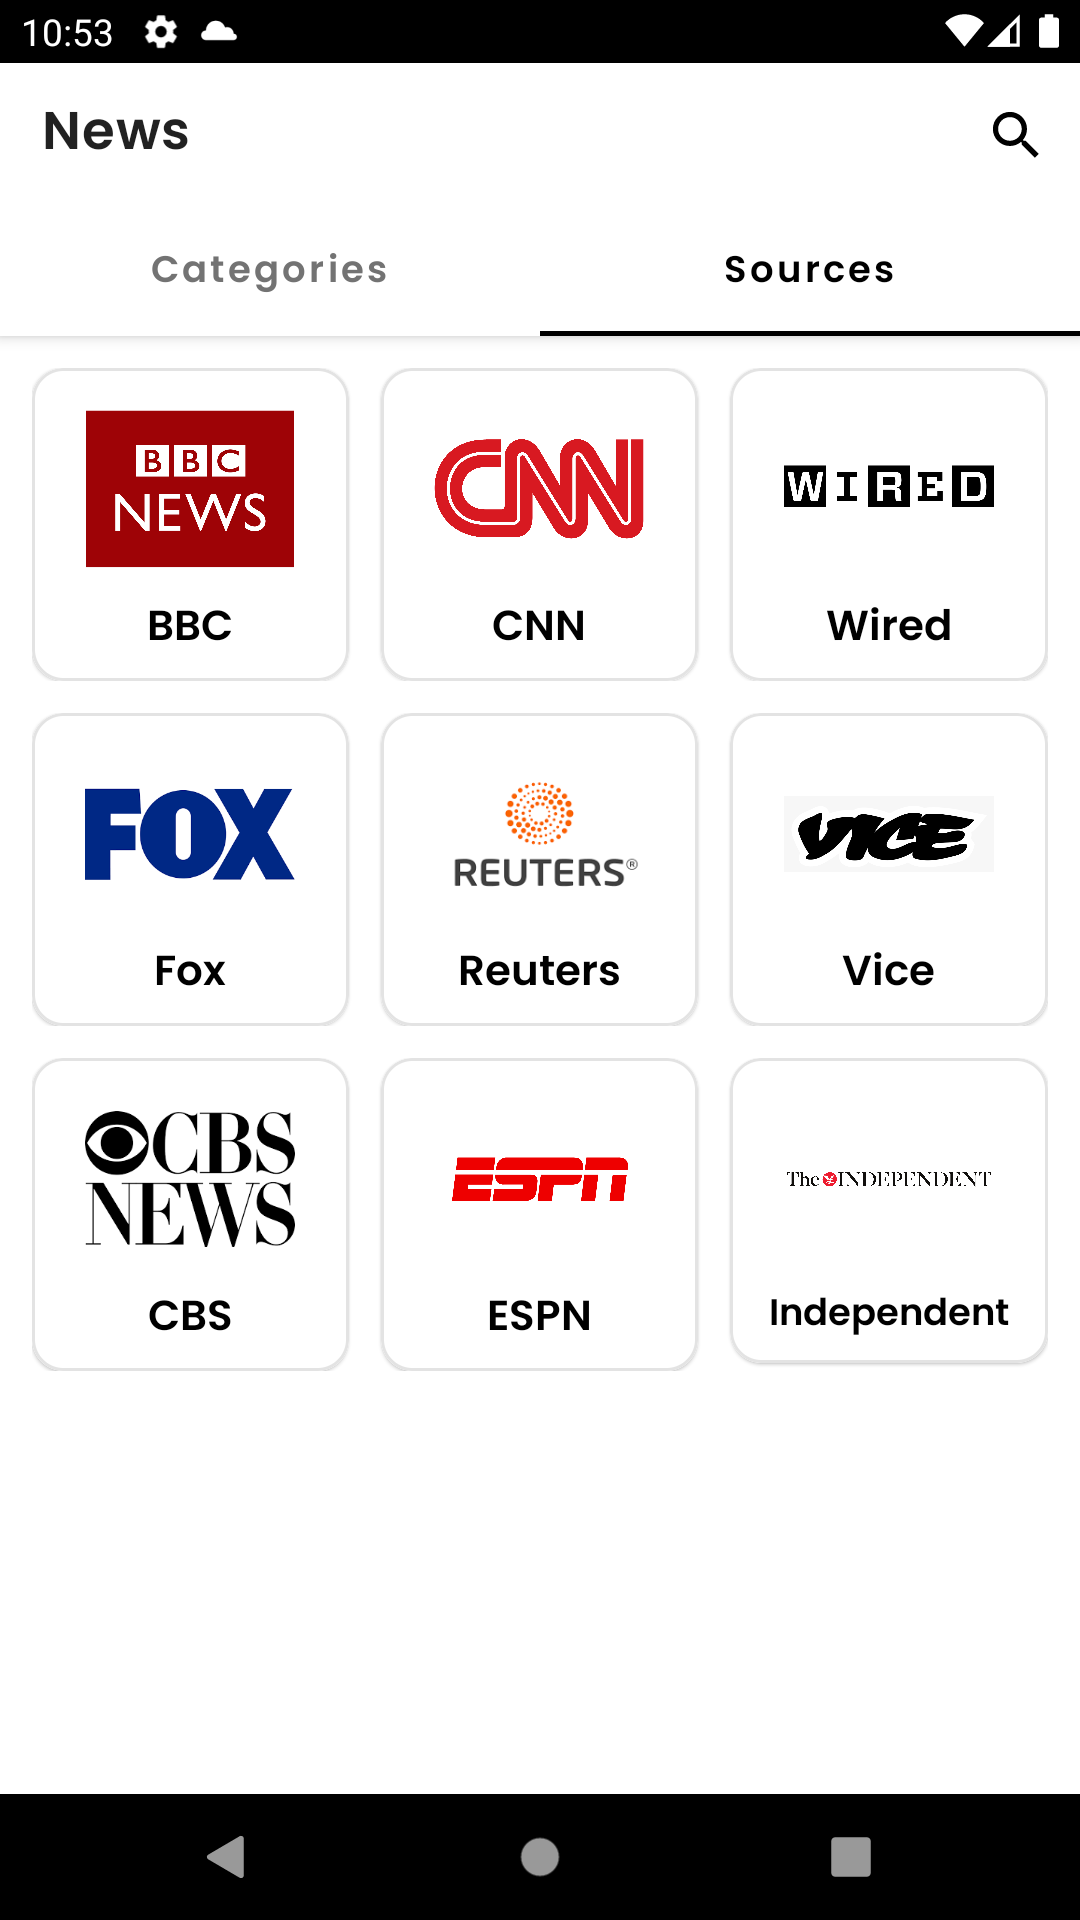 10:53
News
Categories
Sources
BBC
NEWS
CNN
WIRED
BBC
CNN
Wired
FOX
REUTERS®
VICE
Fox
Reuters
Vice
CBS
NEWS
ESPN
The INDEPENDENT
CBS
ESPN
Independent